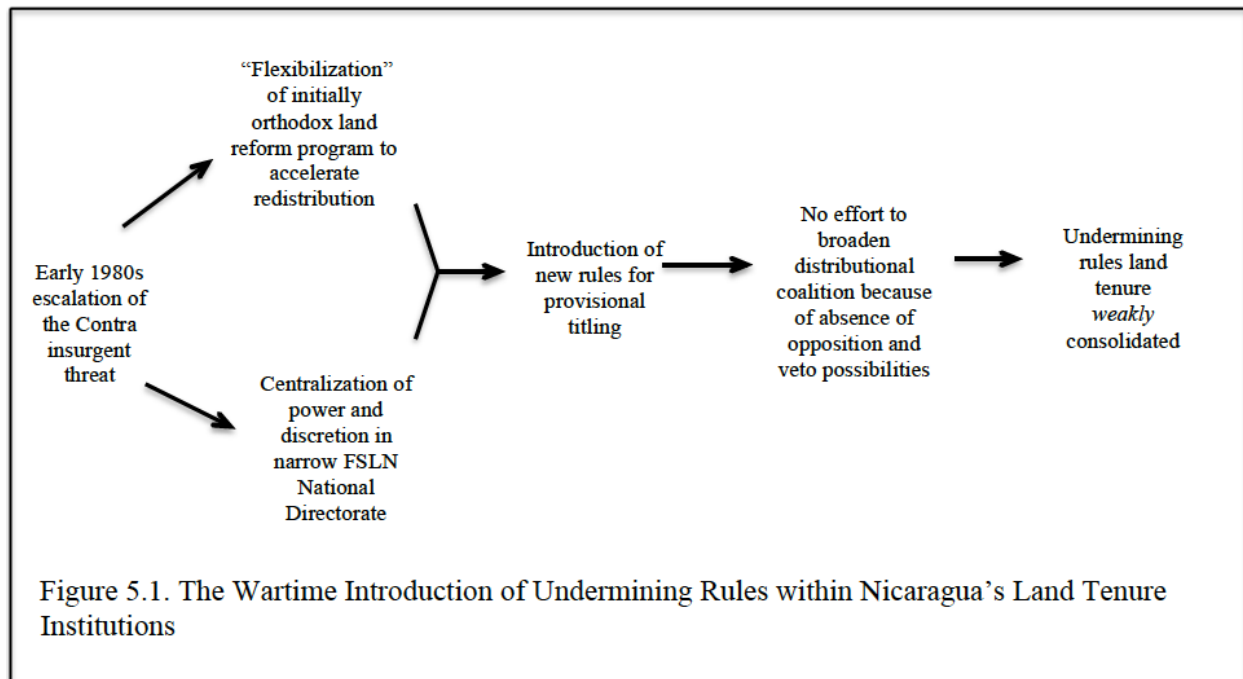 “Flexibilization”
of initially
orthodox land
reform program to
accelerate
redistribution
Early 1980s
escalation of
the Contra
insurgent
threat
Centralization of
power and
discretion in
narrow FSLN
National
Directorate
Introduction of
new rules for
provisional
titling
No effort to
broaden
distributional
coalition because
of absence of
opposition and
veto possibilities
Undermining
rules land
tenure
weakly
consolidated
Figure 5.1. The Wartime Introduction of Undermining Rules within Nicaragua’s Land Tenure
Institutions